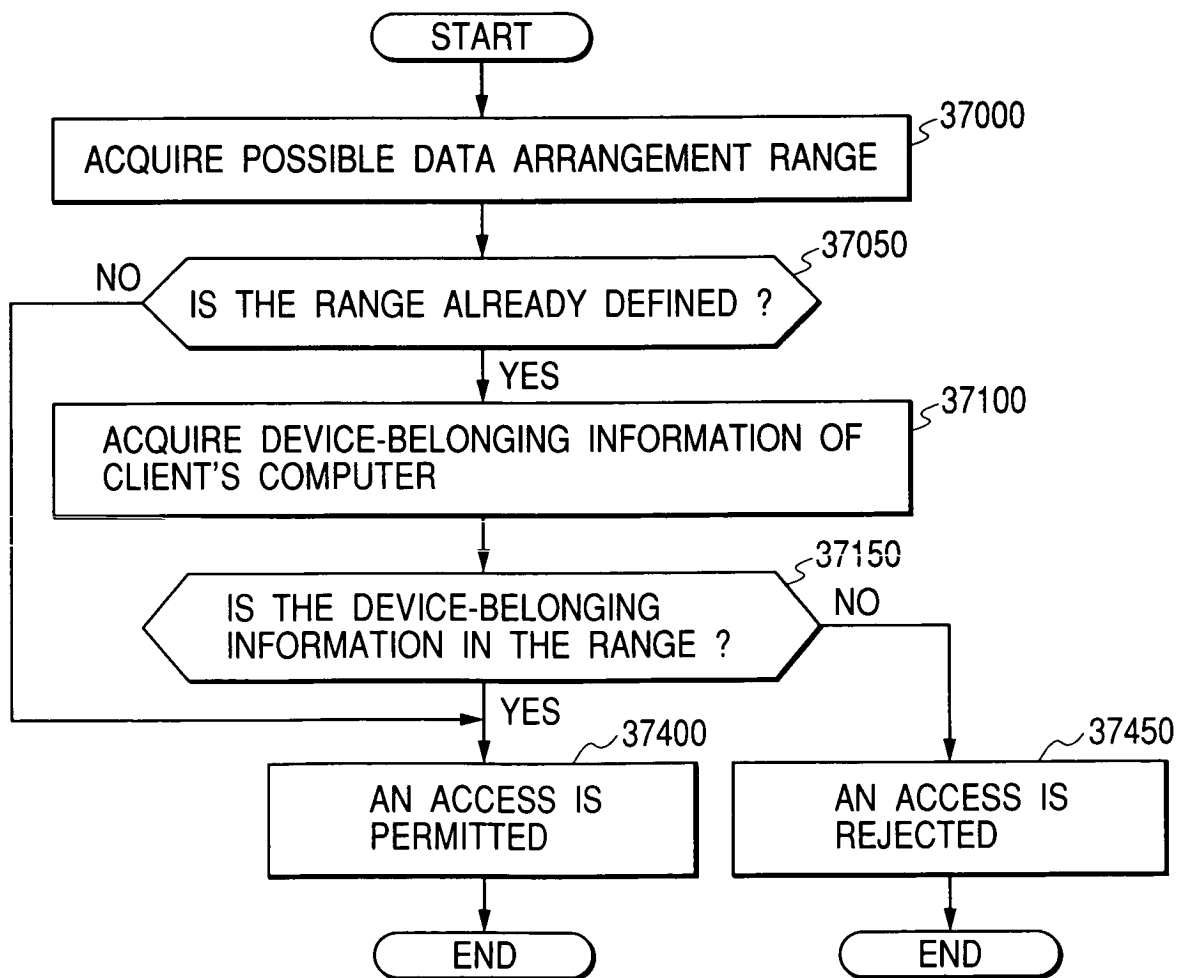 START
37000
ACQUIRE POSSIBLE DATA ARRANGEMENT RANGE
37050
NO
IS THE RANGE ALREADY DEFINED ?
YES
37100
ACQUIRE DEVICE-BELONGING INFORMATION OF
CLIENT'S COMPUTER
37150
IS THE DEVICE-BELONGING
INFORMATION IN THE RANGE ?
NO
YES
37400
AN ACCESS IS
PERMITTED
37450
AN ACCESS IS
REJECTED
END
END